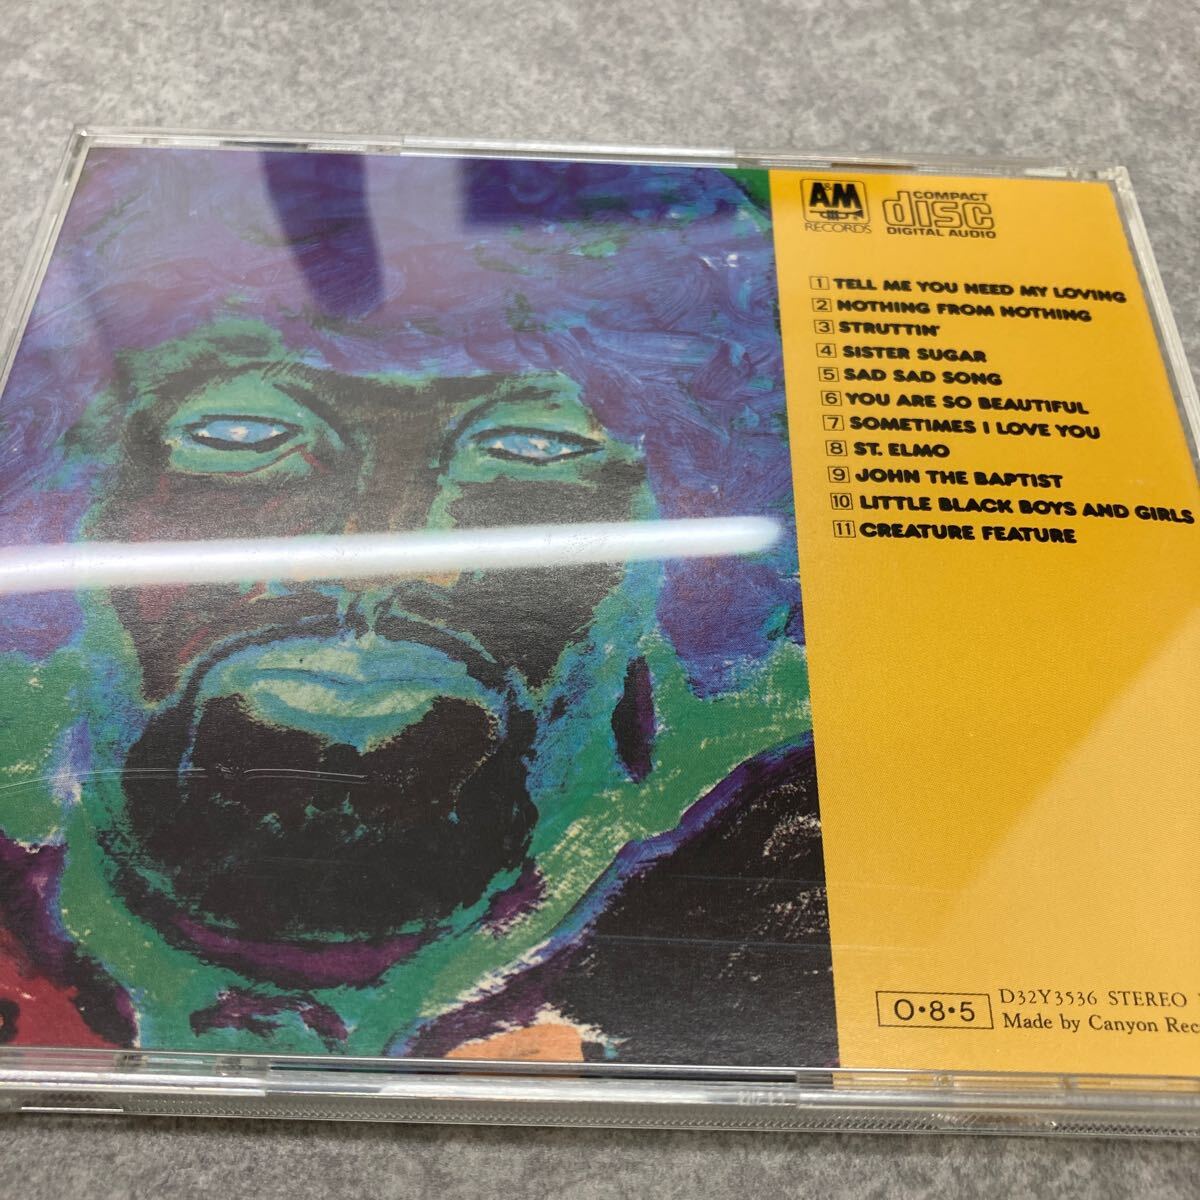 A&M
RECORDS
COMPACT
disc
DIGITAL AUDIO
1 TELL ME YOU NEED MY LOVING
2 NOTHING FROM NOTHING
3 STRUTTIN'
4 SISTER SUGAR
5 SAD SAD SONG
6 YOU ARE SO BEAUTIFUL
7 SOMETIMES I LOVE YOU
8 ST. ELMO
9 JOHN THE BAPTIST
10 LITTLE BLACK BOYS AND GIRLS
11 CREATURE FEATURE
O•8•5
D32Y3536 STEREO
Made by Canyon Rec